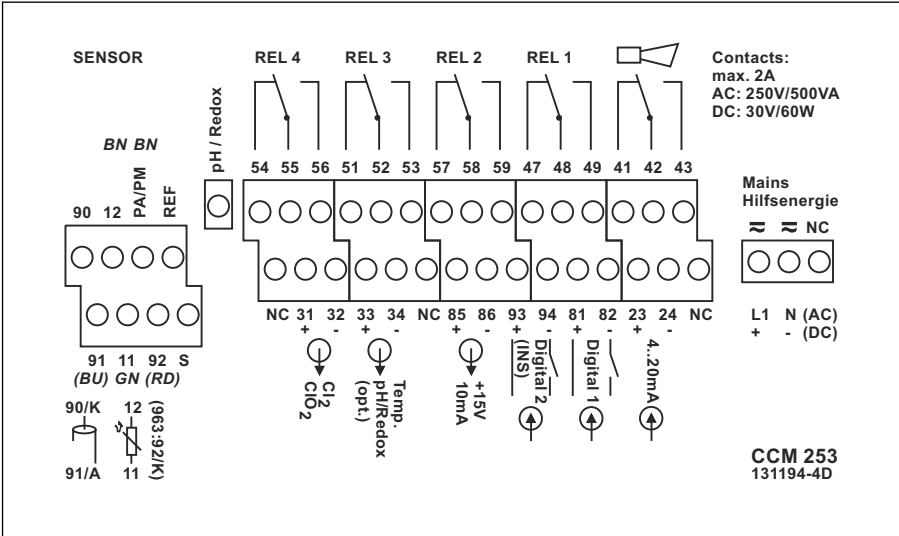 SENSOR
REL 4 REL 3 REL 2 REL 1
Contacts:
max. 2A
AC: 250V/500VA
DC: 30V/60W
BN BN
90 12 PA/PM REF
pH / Redox
54 55 56 51 52 53 57 58 59 47 48 49 41 42 43
Mains
Hilfsenergie
≂ ≂ NC
NC 31 32 33 34 NC 85 86 93 94 81 82 23 24 NC
+ - + - + - + - + - + -
L1 N (AC)
+ - (DC)
91 11 92 S
(BU) GN (RD)
Cl2
ClO2
Temp.
pH/Redox
(opt.)
+15V
10mA
Digital 2
(INS)
Digital 1
4..20mA
90/K 12 (963:92/K)
91/A 11
CCM 253
131194-4D